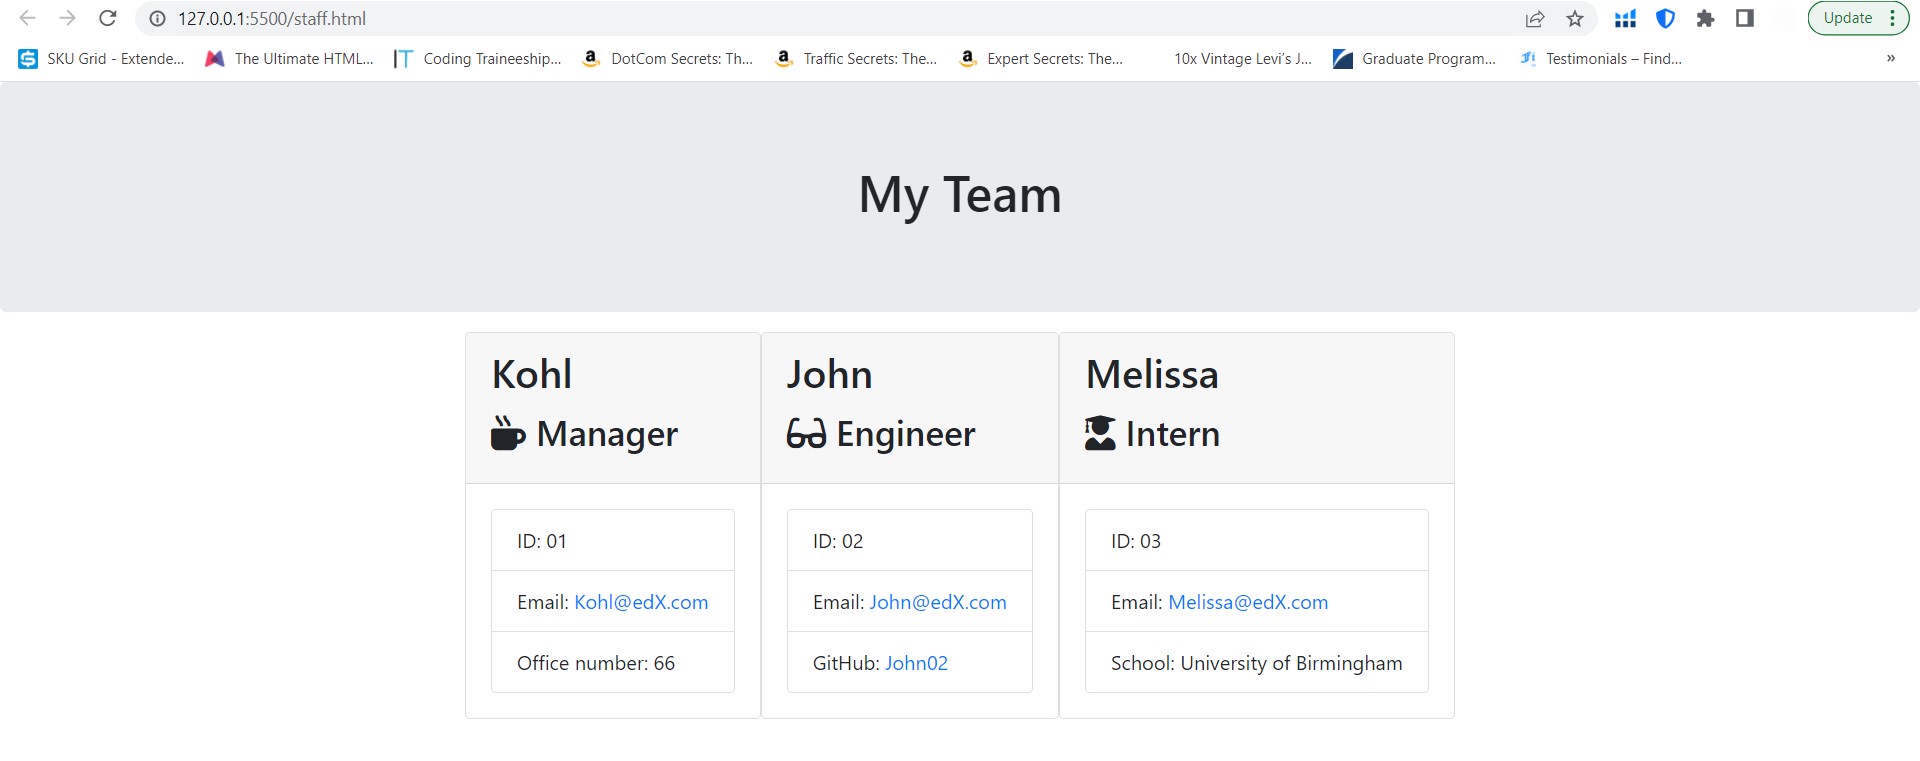 127.0.0.1:5500/staff.html
Update
SKU Grid - Extende... The Ultimate HTML... Coding Traineeship... DotCom Secrets: Th... Traffic Secrets: The... Expert Secrets: The... 10x Vintage Levi's J... Graduate Program... Testimonials – Find... »
My Team
Kohl
Manager
ID: 01
Email: Kohl@edX.com
Office number: 66
John
Engineer
ID: 02
Email: John@edX.com
GitHub: John02
Melissa
Intern
ID: 03
Email: Melissa@edX.com
School: University of Birmingham